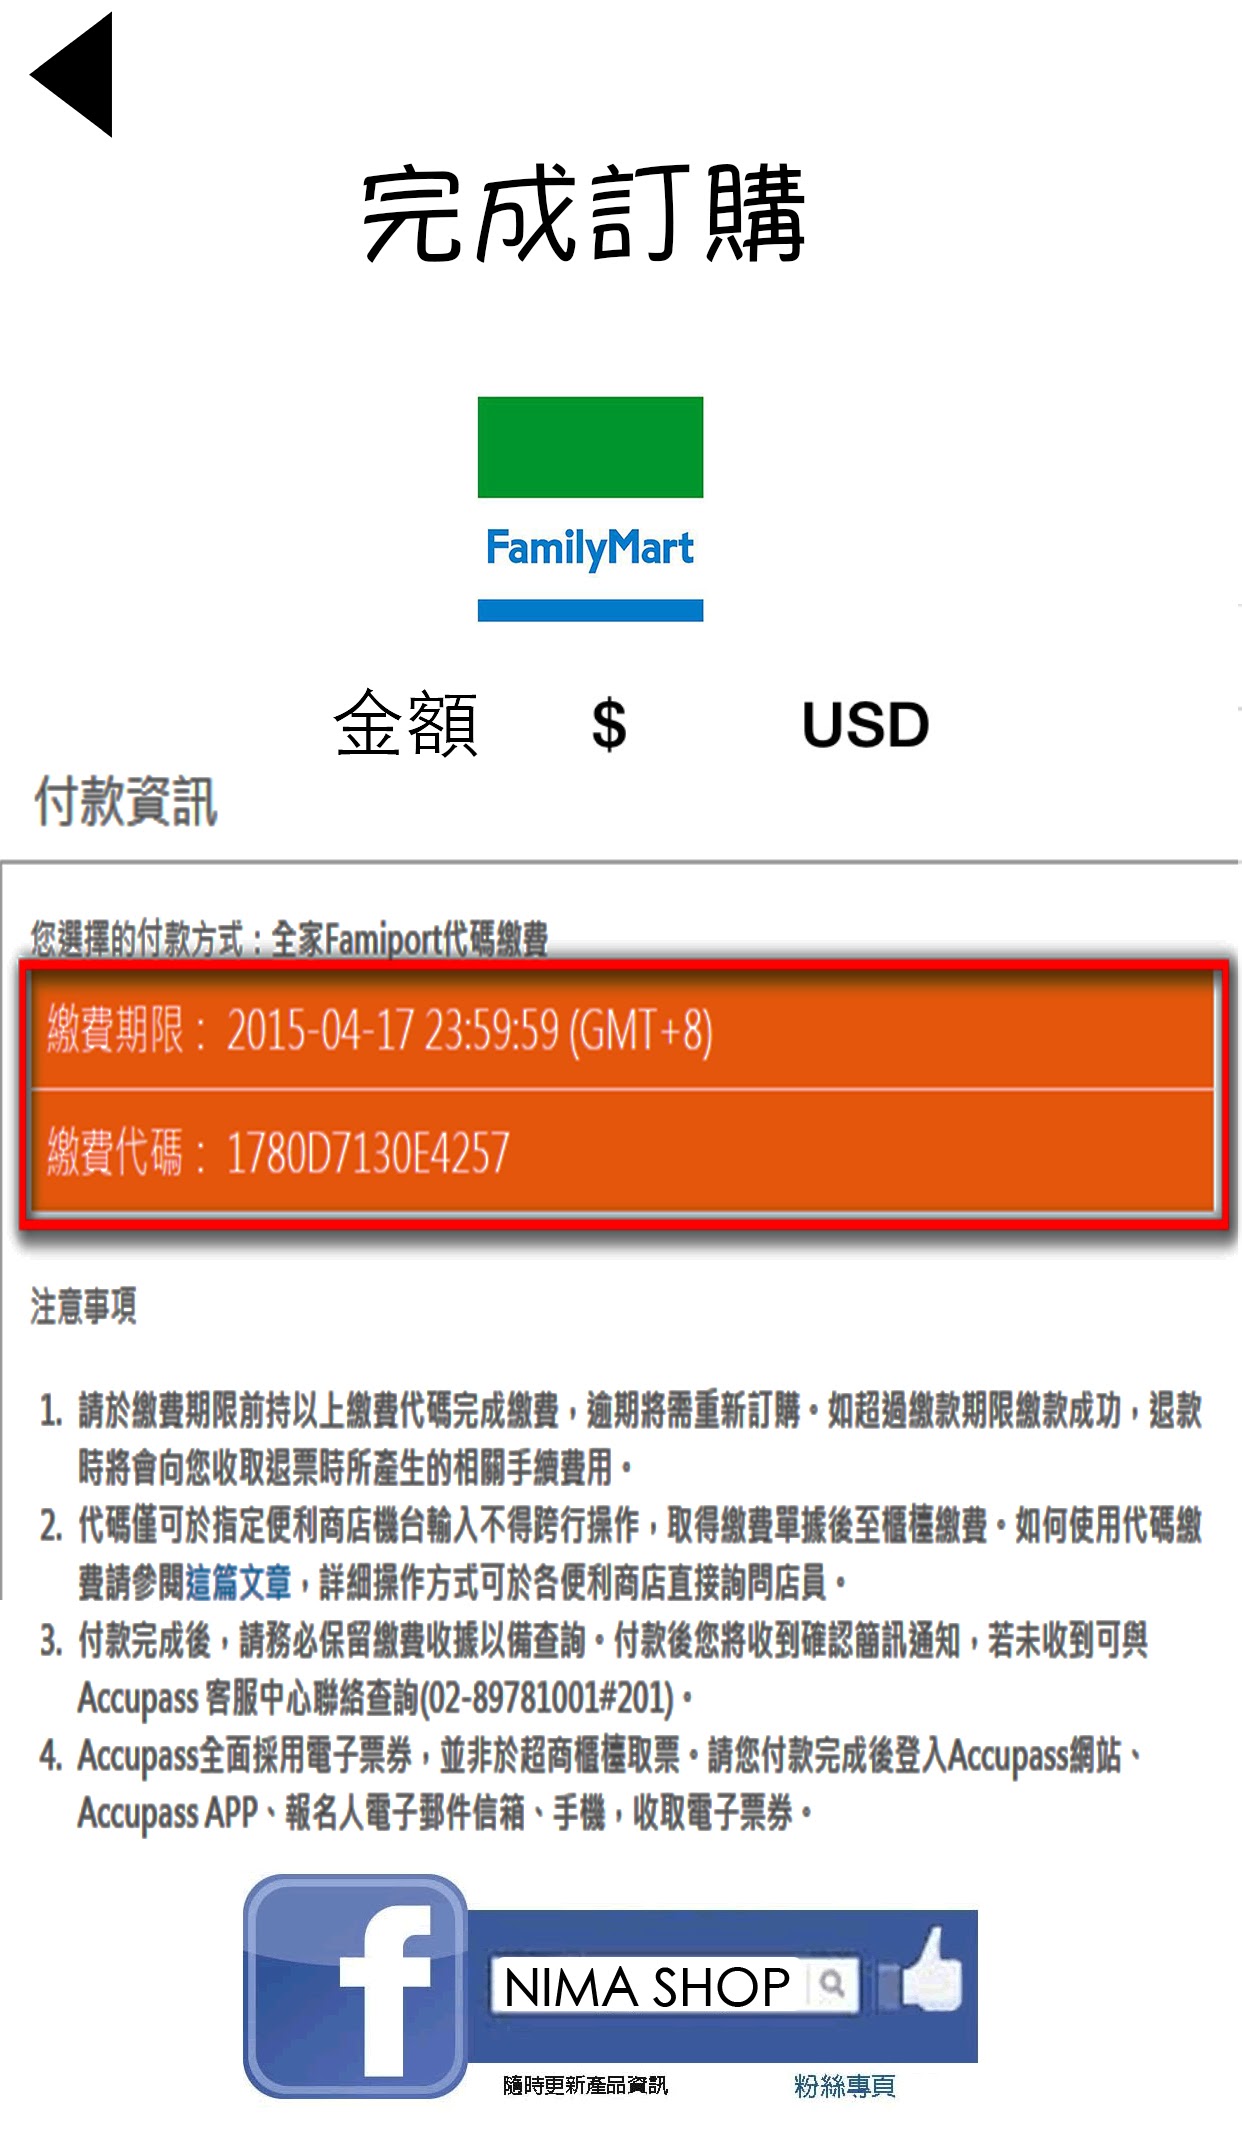 完成訂購
FamilyMart
金額 $ USD
付款資訊
您選擇的付款方式：全家Famiport代碼繳費
繳費期限： 2015-04-17 23:59:59 (GMT+8)
繳費代碼： 1780D7130E4257
注意事項
1. 請於繳費期限前持以上繳費代碼完成繳費，逾期將需重新訂購。如超過繳款期限繳款成功，退款
時將會向您收取退票時所產生的相關手續費用。
2. 代碼僅可於指定便利商店機台輸入不得跨行操作，取得繳費單據後至櫃檯繳費。如何使用代碼繳
費請參閱這篇文章，詳細操作方式可於各便利商店直接詢問店員。
3. 付款完成後，請務必保留繳費收據以備查詢。付款後您將收到確認簡訊通知，若未收到可與
Accupass 客服中心聯絡查詢(02-89781001#201)。
4. Accupass全面採用電子票券，並非於超商櫃檯取票。請您付款完成後登入Accupass網站、
Accupass APP、報名人電子郵件信箱、手機，收取電子票券。
f
NIMA SHOP
隨時更新產品資訊 粉絲專頁